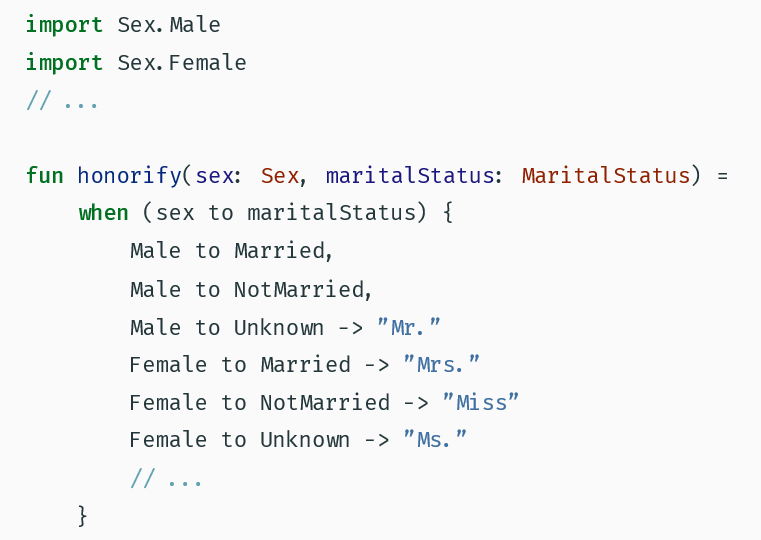 import Sex.Male
import Sex.Female
// ...
fun honorify(sex: Sex, maritalStatus: MaritalStatus) =
when (sex to maritalStatus) {
Male to Married,
Male to NotMarried,
Male to Unknown -> "Mr."
Female to Married -> "Mrs."
Female to NotMarried -> "Miss"
Female to Unknown -> "Ms."
// ...
}